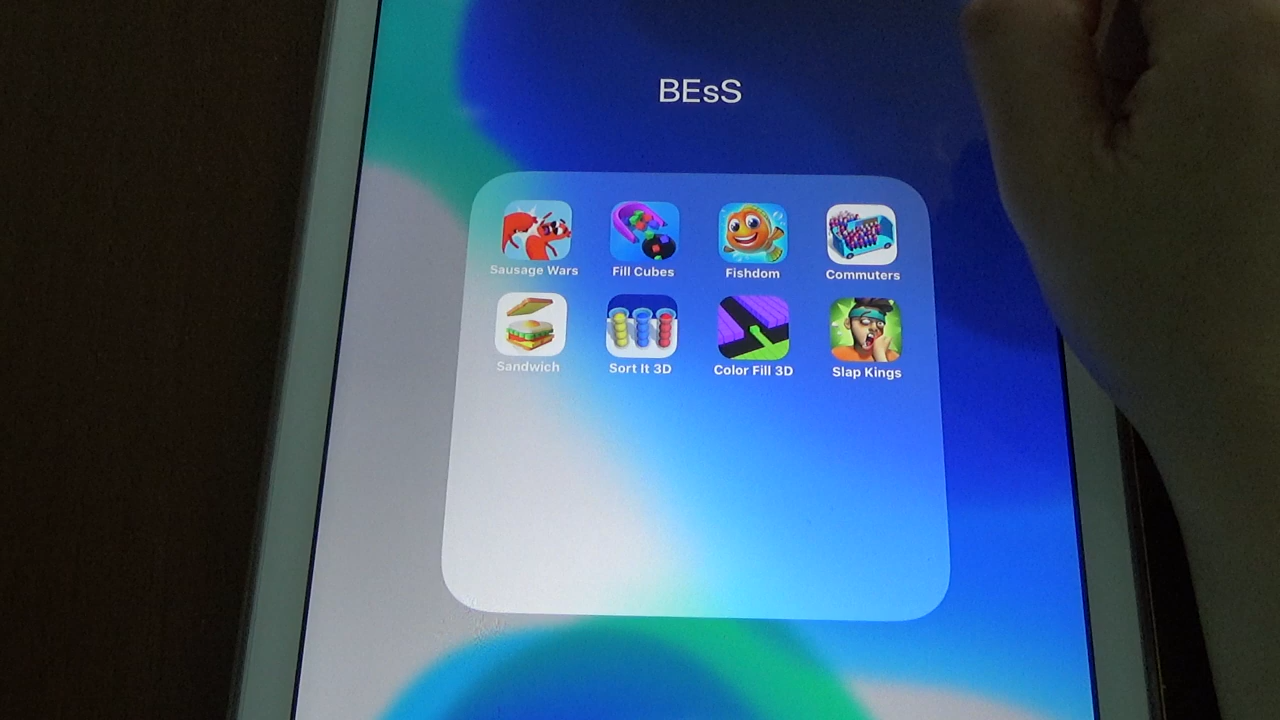 BEsS
Sausage Wars Fill Cubes Fishdom Commuters
Sandwich Sort It 3D Color Fill 3D Slap Kings